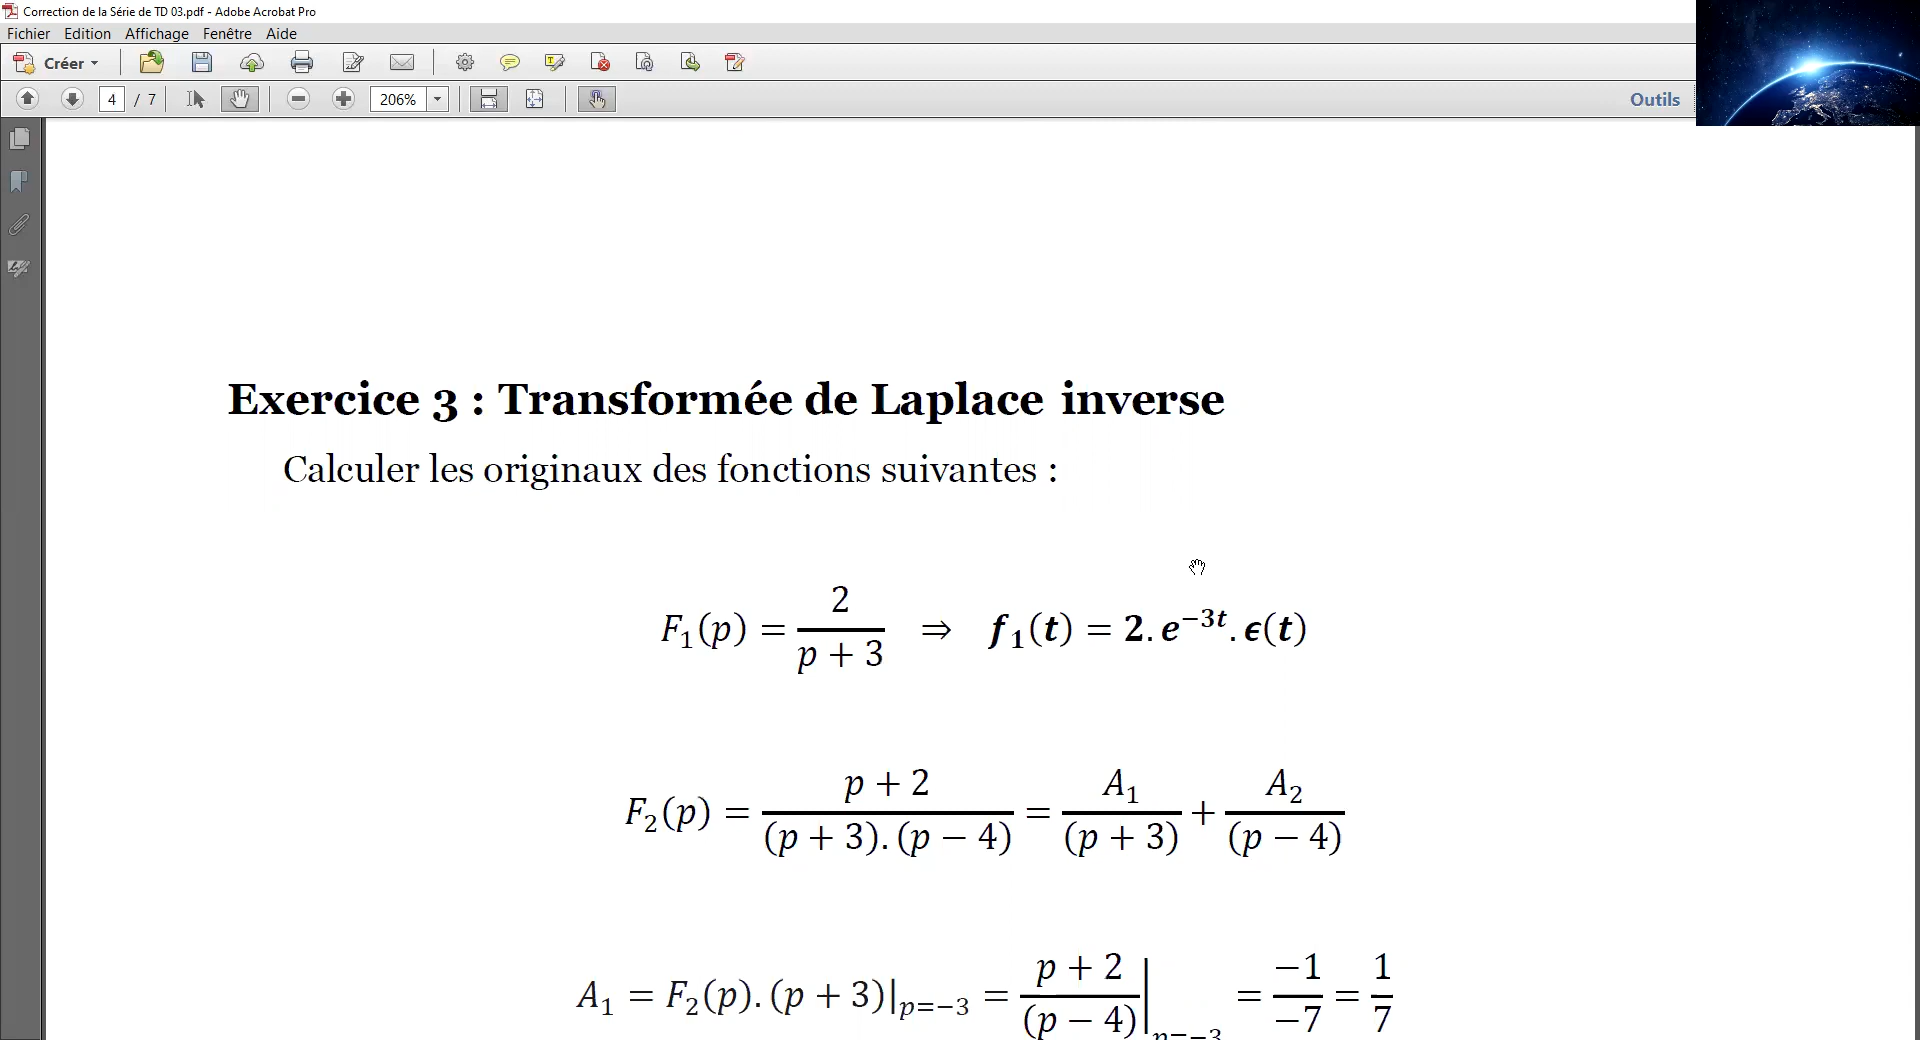 Correction de la Série de TD 03.pdf - Adobe Acrobat Pro
Fichier Edition Affichage Fenêtre Aide
Créer
4 / 7 206% Outils
Exercice 3 : Transformée de Laplace inverse
Calculer les originaux des fonctions suivantes :
F₁(p) = 2/(p + 3) ⇒ f₁(t) = 2. e⁻³ᵗ. ϵ(t)
F₂(p) = (p + 2)/((p + 3). (p − 4)) = A₁/(p + 3) + A₂/(p − 4)
A₁ = F₂(p). (p + 3)|p=−3 = (p + 2)/(p − 4)|p=−3 = −1/−7 = 1/7